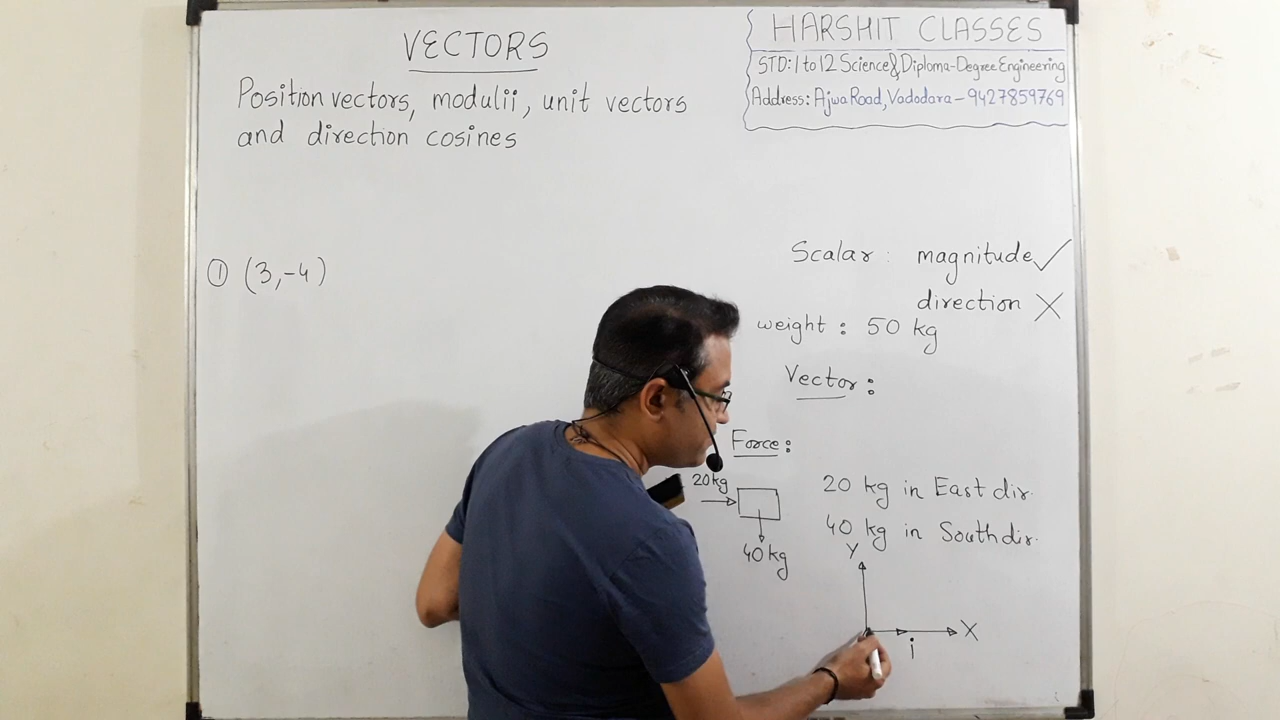 VECTORS
Position vectors, modulii, unit vectors
and direction cosines
HARSHIT CLASSES
STD: 1 to 12 Science & Diploma-Degree Engineering
Address: Ajwa Road, Vadodara - 9427859769
① (3,-4)
Scalar: magnitude ✓
direction X
weight: 50 kg
Vector:
Force:
20kg
40 kg
20 kg in East dir.
40 kg in South dir.
Y
X
i